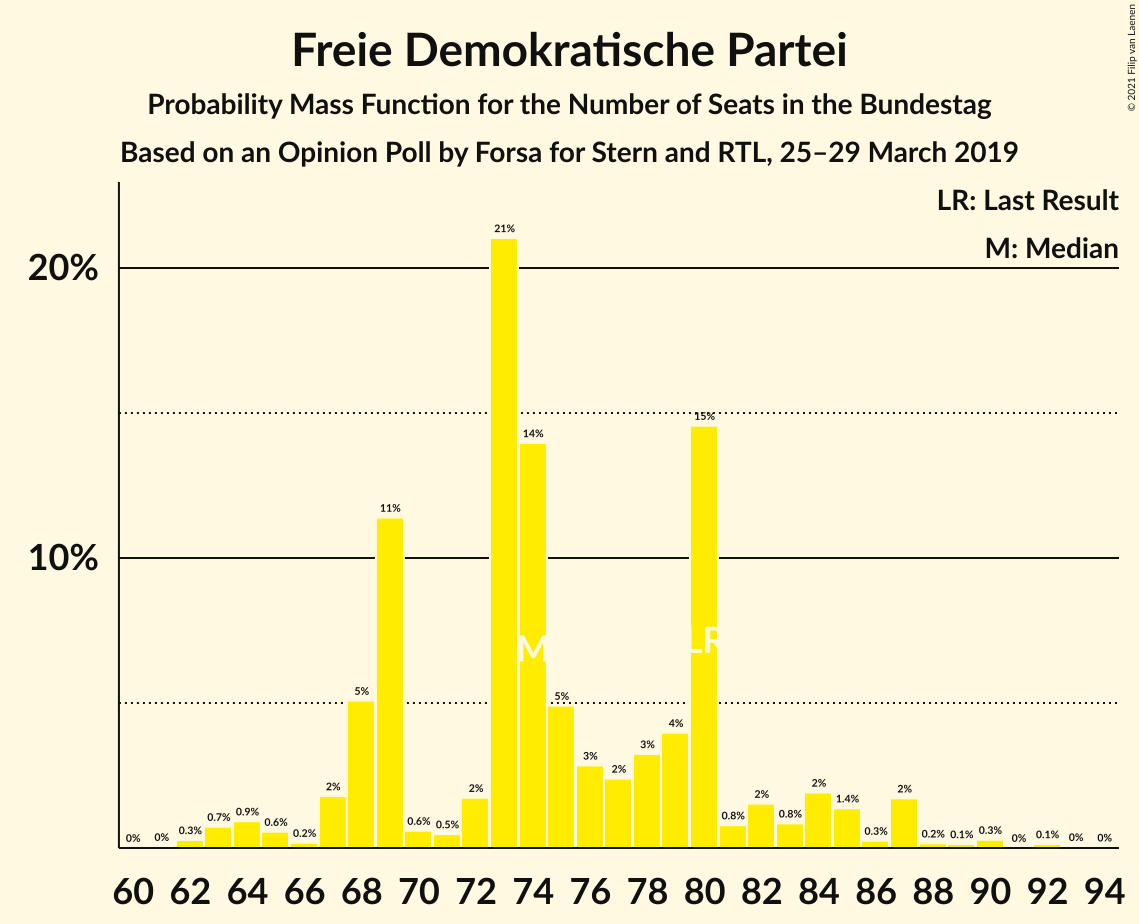 © 2021 Filip van Laenen
Freie Demokratische Partei
Probability Mass Function for the Number of Seats in the Bundestag
Based on an Opinion Poll by Forsa for Stern and RTL, 25–29 March 2019
LR: Last Result
M: Median
20%
10%
0% 0% 0.3% 0.7% 0.9% 0.6% 0.2% 2% 5% 11% 0.6% 0.5% 2% 21% 14% 5% 3% 2% 3% 4% 15% 0.8% 2% 0.8% 2% 1.4% 0.3% 2% 0.2% 0.1% 0.3% 0% 0.1% 0% 0%
M LR
60 62 64 66 68 70 72 74 76 78 80 82 84 86 88 90 92 94